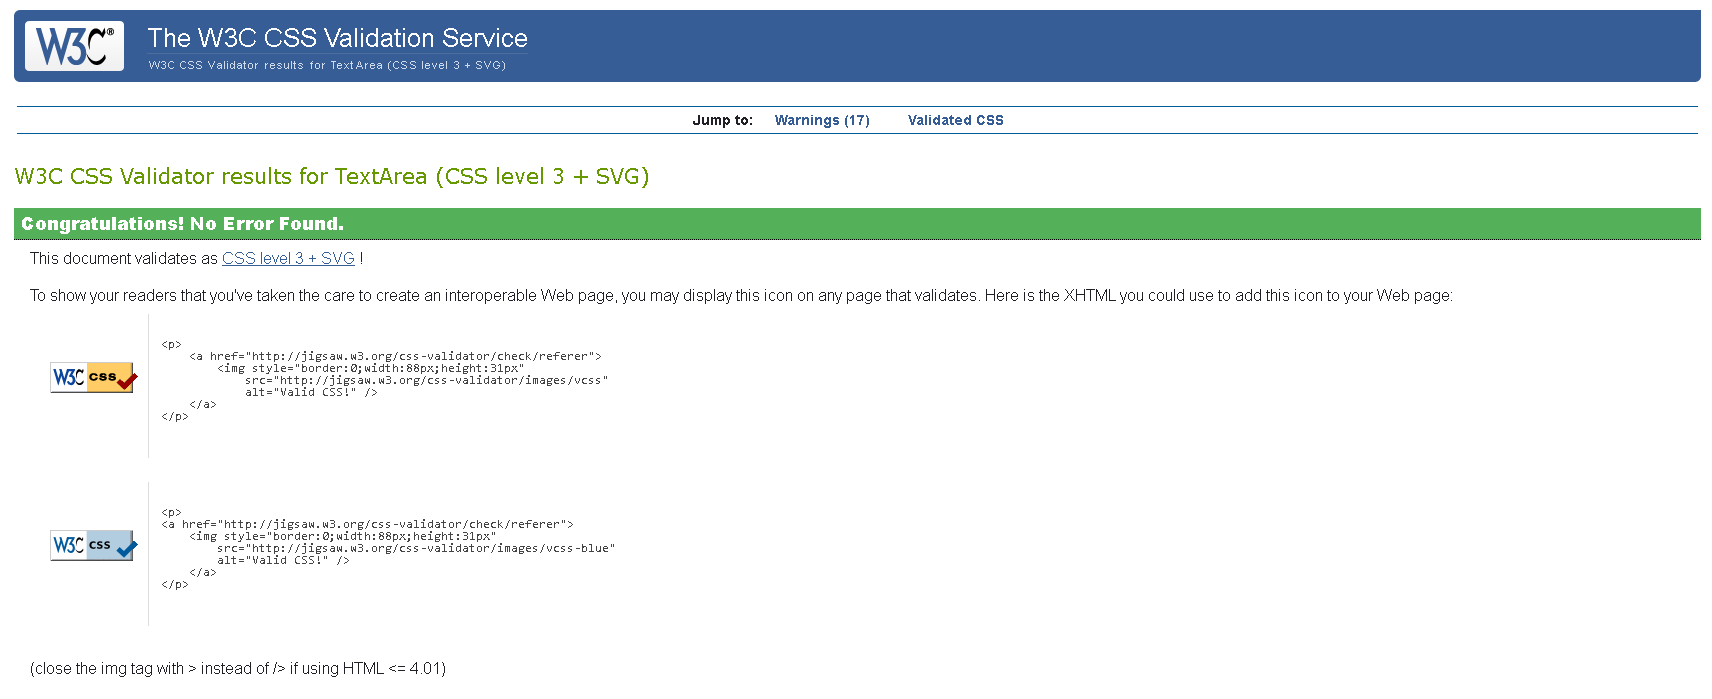 W3C®
The W3C CSS Validation Service
W3C CSS Validator results for TextArea (CSS level 3 + SVG)
Jump to: Warnings (17) Validated CSS
W3C CSS Validator results for TextArea (CSS level 3 + SVG)
Congratulations! No Error Found.
This document validates as CSS level 3 + SVG !
To show your readers that you've taken the care to create an interoperable Web page, you may display this icon on any page that validates. Here is the XHTML you could use to add this icon to your Web page:
W3C css
<p>
<a href="http://jigsaw.w3.org/css-validator/check/referer">
<img style="border:0;width:88px;height:31px"
src="http://jigsaw.w3.org/css-validator/images/vcss"
alt="Valid CSS!" />
</a>
</p>
W3C css
<p>
<a href="http://jigsaw.w3.org/css-validator/check/referer">
<img style="border:0;width:88px;height:31px"
src="http://jigsaw.w3.org/css-validator/images/vcss-blue"
alt="Valid CSS!" />
</a>
</p>
(close the img tag with > instead of /> if using HTML <= 4.01)